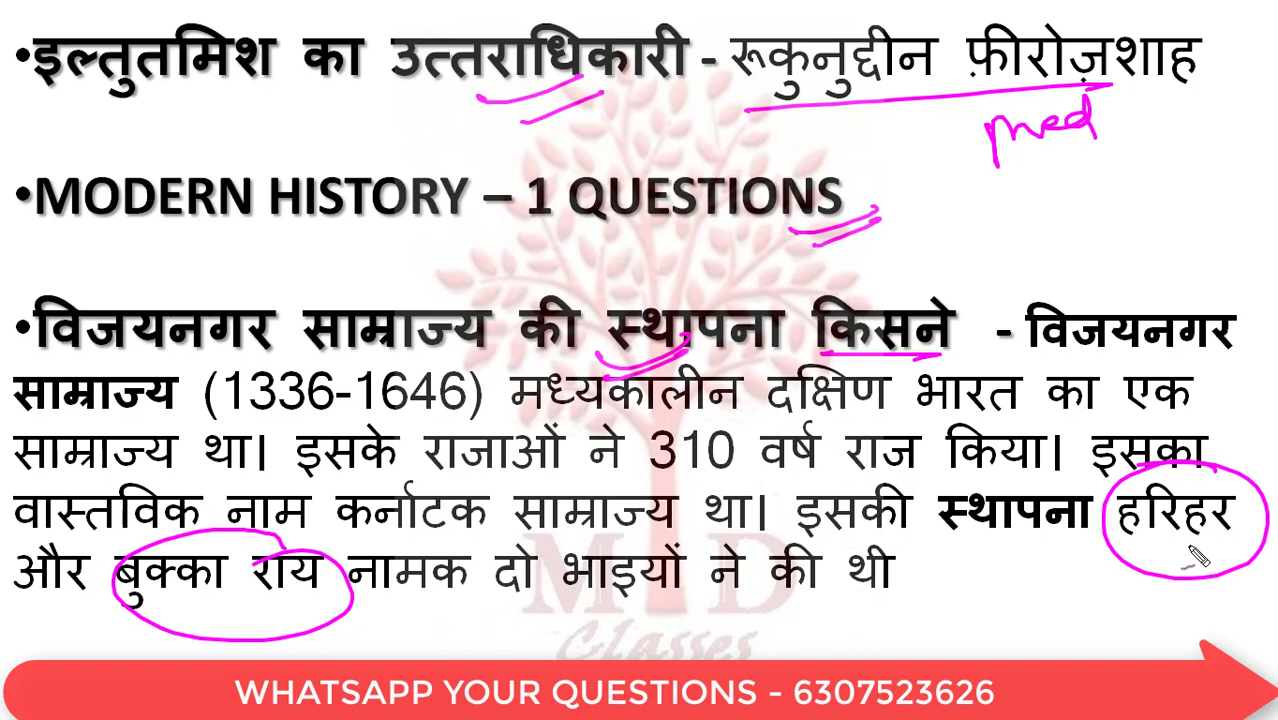 •इल्तुतमिश का उत्तराधिकारी - रूकुनुद्दीन फ़ीरोज़शाह
med
•MODERN HISTORY – 1 QUESTIONS
•विजयनगर साम्राज्य की स्थापना किसने - विजयनगर
साम्राज्य (1336-1646) मध्यकालीन दक्षिण भारत का एक
साम्राज्य था। इसके राजाओं ने 310 वर्ष राज किया। इसका
वास्तविक नाम कर्नाटक साम्राज्य था। इसकी स्थापना हरिहर
और बुक्का राय नामक दो भाइयों ने की थी
M D
Classes
WHATSAPP YOUR QUESTIONS - 6307523626